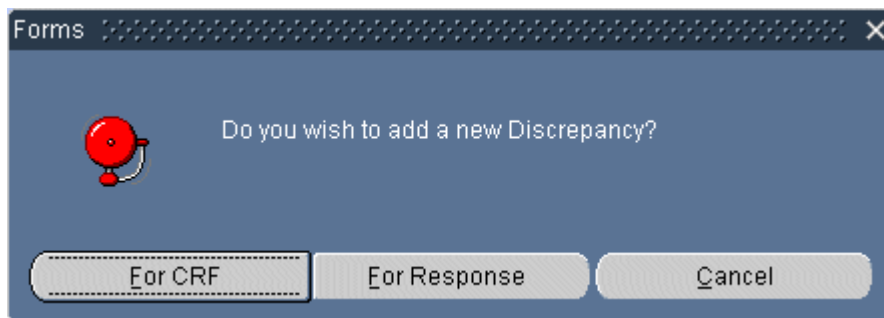 Forms
Do you wish to add a new Discrepancy?
For CRF
For Response
Cancel